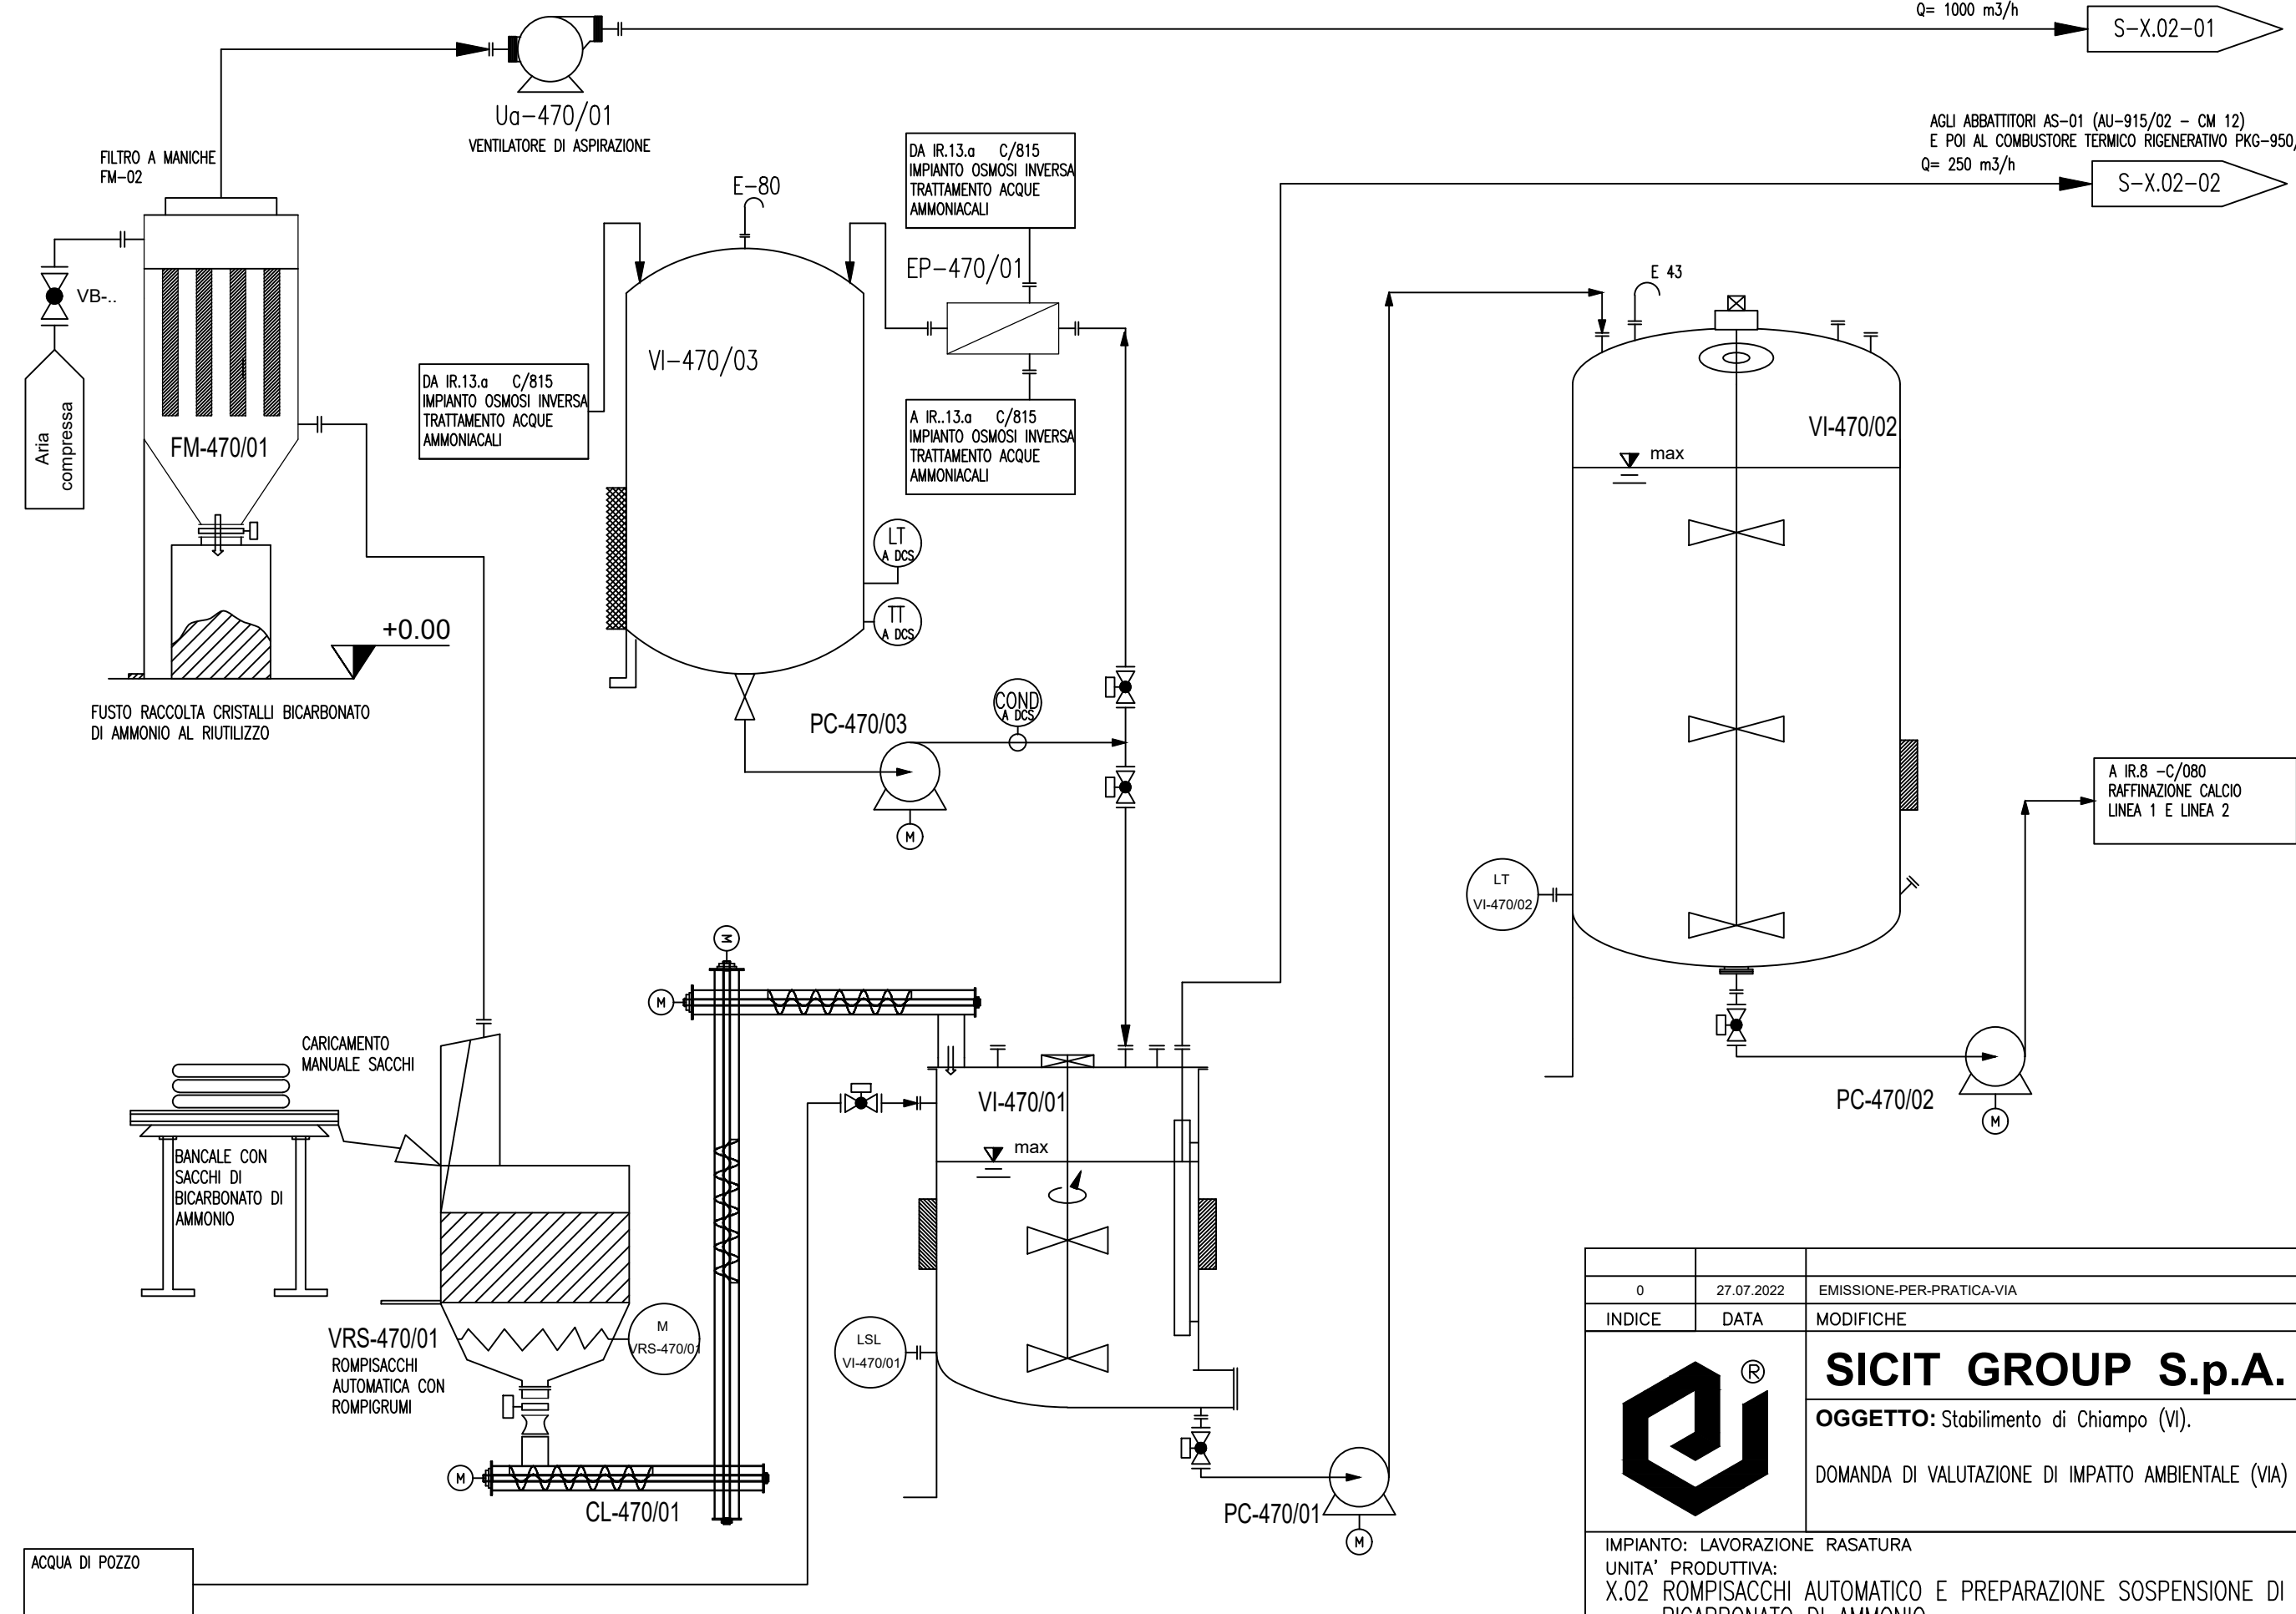 Q= 1000 m3/h
S-X.02-01
Ua-470/01
VENTILATORE DI ASPIRAZIONE
AGLI ABBATTITORI AS-01 (AU-915/02 - CM 12)
E POI AL COMBUSTORE TERMICO RIGENERATIVO PKG-950/
Q= 250 m3/h
S-X.02-02
FILTRO A MANICHE
FM-02
VB-..
Aria
compressa
FM-470/01
+0.00
FUSTO RACCOLTA CRISTALLI BICARBONATO
DI AMMONIO AL RIUTILIZZO
E-80
DA IR.13.a C/815
IMPIANTO OSMOSI INVERSA
TRATTAMENTO ACQUE
AMMONIACALI
EP-470/01
VI-470/03
DA IR.13.a C/815
IMPIANTO OSMOSI INVERSA
TRATTAMENTO ACQUE
AMMONIACALI
A IR..13.a C/815
IMPIANTO OSMOSI INVERSA
TRATTAMENTO ACQUE
AMMONIACALI
LT
A DCS
TT
A DCS
COND
A DCS
PC-470/03
M
E 43
VI-470/02
max
LT
VI-470/02
A IR.8 -C/080
RAFFINAZIONE CALCIO
LINEA 1 E LINEA 2
PC-470/02
M
M
M
CARICAMENTO
MANUALE SACCHI
BANCALE CON
SACCHI DI
BICARBONATO DI
AMMONIO
VI-470/01
max
VRS-470/01
ROMPISACCHI
AUTOMATICA CON
ROMPIGRUMI
M
VRS-470/01
LSL
VI-470/01
M
CL-470/01
PC-470/01
M
ACQUA DI POZZO
0 27.07.2022 EMISSIONE-PER-PRATICA-VIA
INDICE DATA MODIFICHE
®
SICIT GROUP S.p.A.
OGGETTO: Stabilimento di Chiampo (VI).
DOMANDA DI VALUTAZIONE DI IMPATTO AMBIENTALE (VIA)
IMPIANTO: LAVORAZIONE RASATURA
UNITA' PRODUTTIVA:
X.02 ROMPISACCHI AUTOMATICO E PREPARAZIONE SOSPENSIONE DI
BICARBONATO DI AMMONIO